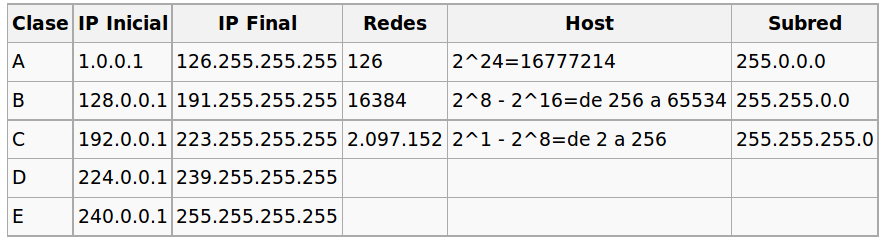 Clase IP Inicial IP Final Redes Host Subred
A 1.0.0.1 126.255.255.255 126 2^24=16777214 255.0.0.0
B 128.0.0.1 191.255.255.255 16384 2^8 - 2^16=de 256 a 65534 255.255.0.0
C 192.0.0.1 223.255.255.255 2.097.152 2^1 - 2^8=de 2 a 256 255.255.255.0
D 224.0.0.1 239.255.255.255
E 240.0.0.1 255.255.255.255